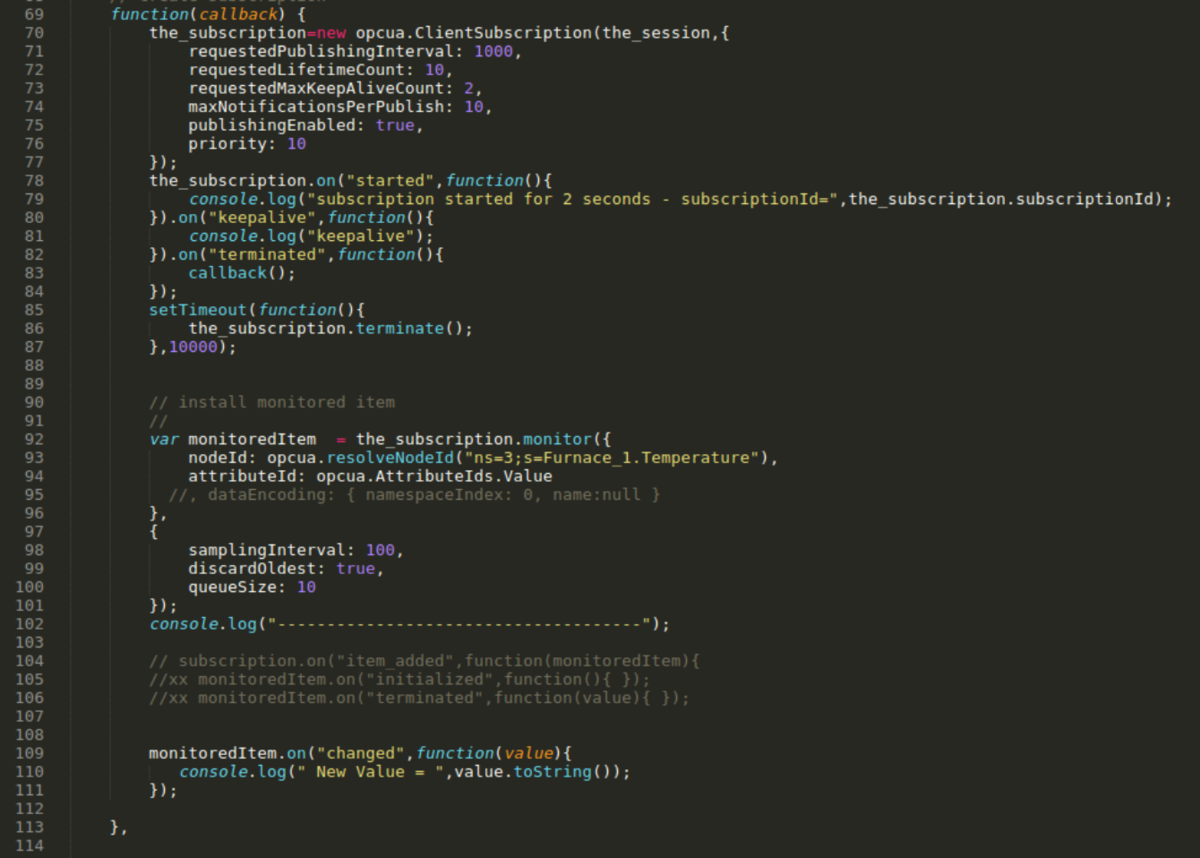 69 function(callback) {
70 the_subscription=new opcua.ClientSubscription(the_session,{
71 requestedPublishingInterval: 1000,
72 requestedLifetimeCount: 10,
73 requestedMaxKeepAliveCount: 2,
74 maxNotificationsPerPublish: 10,
75 publishingEnabled: true,
76 priority: 10
77 });
78 the_subscription.on("started",function(){
79 console.log("subscription started for 2 seconds - subscriptionId=",the_subscription.subscriptionId);
80 }).on("keepalive",function(){
81 console.log("keepalive");
82 }).on("terminated",function(){
83 callback();
84 });
85 setTimeout(function(){
86 the_subscription.terminate();
87 },10000);
88
89
90 // install monitored item
91 //
92 var monitoredItem  = the_subscription.monitor({
93 nodeId: opcua.resolveNodeId("ns=3;s=Furnace_1.Temperature"),
94 attributeId: opcua.AttributeIds.Value
95 //, dataEncoding: { namespaceIndex: 0, name:null }
96 },
97 {
98 samplingInterval: 100,
99 discardOldest: true,
100 queueSize: 10
101 });
102 console.log("-------------------------------------");
103
104 // subscription.on("item_added",function(monitoredItem){
105 //xx monitoredItem.on("initialized",function(){ });
106 //xx monitoredItem.on("terminated",function(value){ });
107
108
109 monitoredItem.on("changed",function(value){
110 console.log(" New Value = ",value.toString());
111 });
112
113 },
114